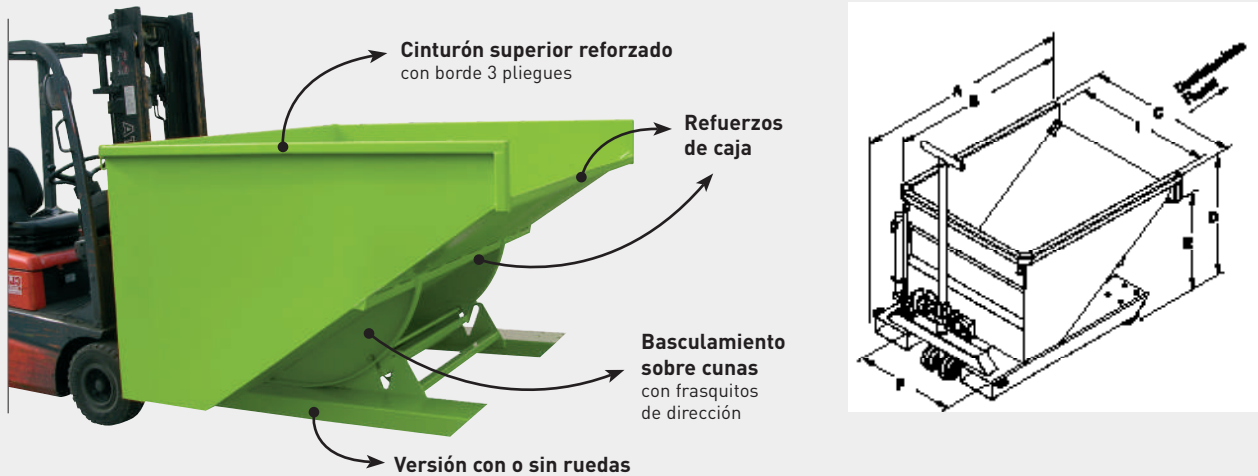 Cinturón superior reforzado
con borde 3 pliegues
Refuerzos
de caja
Basculamiento
sobre cunas
con frasquitos
de dirección
Versión con o sin ruedas
A
B
C
I
D
E
F